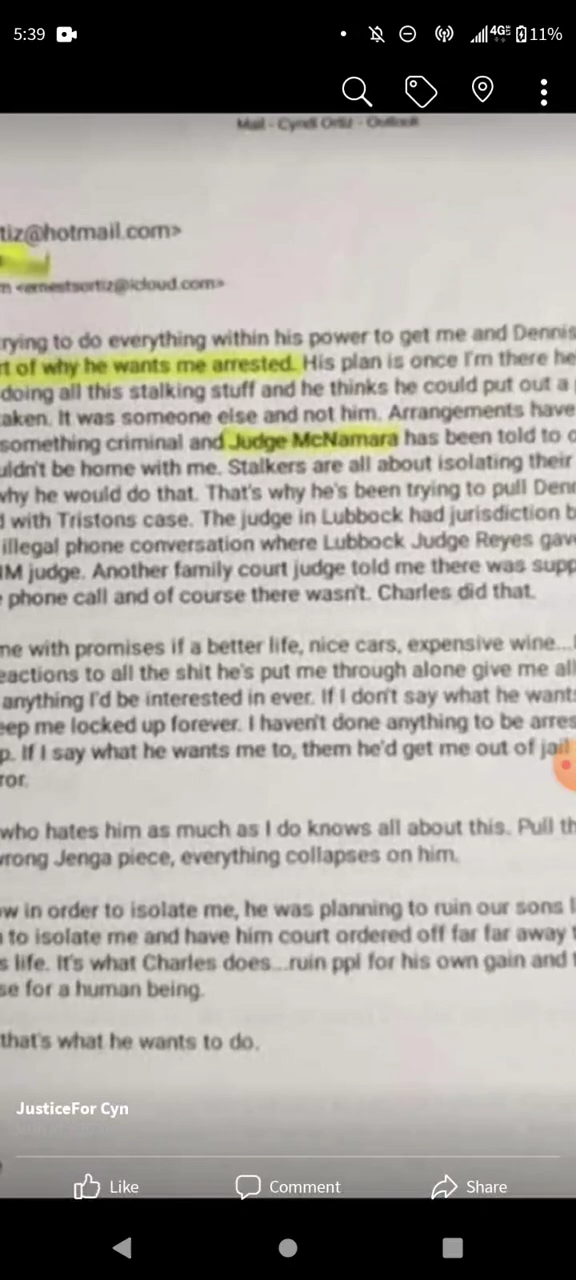 5:39
4G
11%
Mail - Cyndi Ortiz - Outlook
tiz@hotmail.com>
m <ernestsortiz@icloud.com>
rying to do everything within his power to get me and Dennis
rt of why he wants me arrested. His plan is once I'm there he
doing all this stalking stuff and he thinks he could put out a
aken. It was someone else and not him. Arrangements have
something criminal and Judge McNamara has been told to
uldn't be home with me. Stalkers are all about isolating their
why he would do that. That's why he's been trying to pull Den
d with Tristons case. The judge in Lubbock had jurisdiction b
illegal phone conversation where Lubbock Judge Reyes gav
IM judge. Another family court judge told me there was supp
phone call and of course there wasn't. Charles did that.
me with promises if a better life, nice cars, expensive wine...
eactions to all the shit he's put me through alone give me all
anything I'd be interested in ever. If I don't say what he wants
eep me locked up forever. I haven't done anything to be arres
p. If I say what he wants me to, them he'd get me out of jail
ror.
who hates him as much as I do knows all about this. Pull th
wrong Jenga piece, everything collapses on him.
ow in order to isolate me, he was planning to ruin our sons l
to isolate me and have him court ordered off far far away t
s life. It's what Charles does...ruin ppl for his own gain and
se for a human being.
that's what he wants to do.
JusticeFor Cyn
Like
Comment
Share